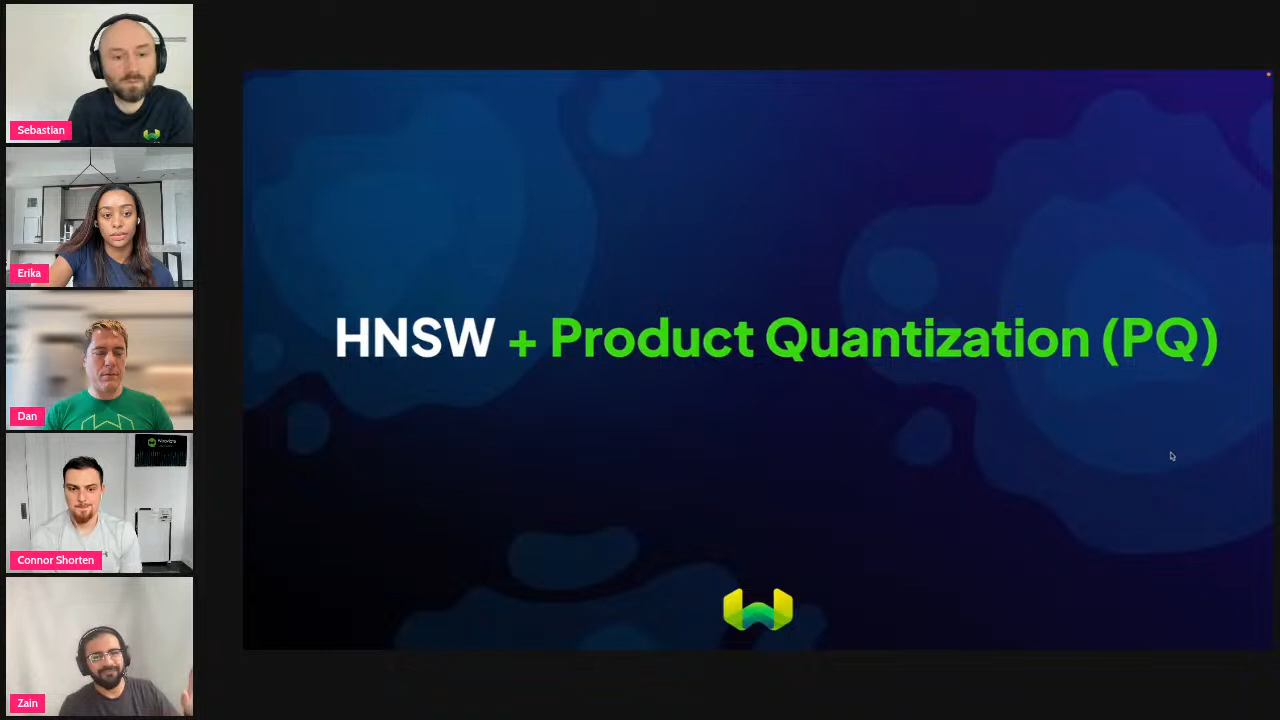 Sebastian
Erika
Dan
Connor Shorten
Zain
HNSW + Product Quantization (PQ)